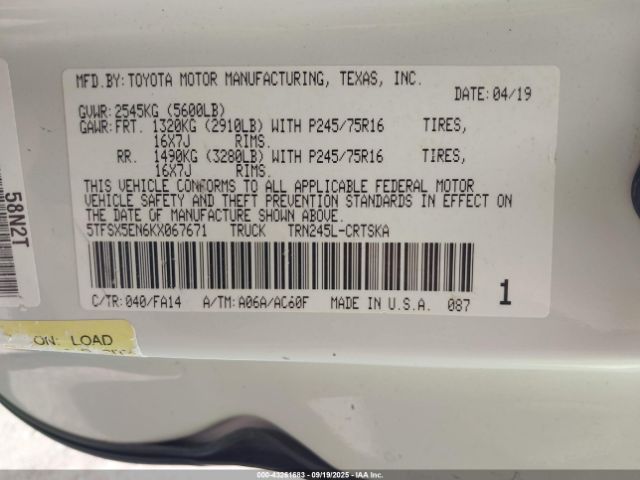 MFD.BY:TOYOTA MOTOR MANUFACTURING, TEXAS, INC.
DATE:04/19
GVWR:2545KG (5600LB)
GAWR:FRT. 1320KG (2910LB) WITH P245/75R16 TIRES,
16X7J RIMS.
RR. 1490KG (3280LB) WITH P245/75R16 TIRES,
16X7J RIMS.
THIS VEHICLE CONFORMS TO ALL APPLICABLE FEDERAL MOTOR
VEHICLE SAFETY AND THEFT PREVENTION STANDARDS IN EFFECT ON
THE DATE OF MANUFACTURE SHOWN ABOVE.
5TFSX5EN6KX067671 TRUCK TRN245L-CRTSKA
C/TR:040/FA14 A/TM:A06A/AC60F MADE IN U.S.A. 087 1
58N2T
ON: LOAD
000-43261683 - 09/19/2025 - COPYRIGHT IAA, LLC.